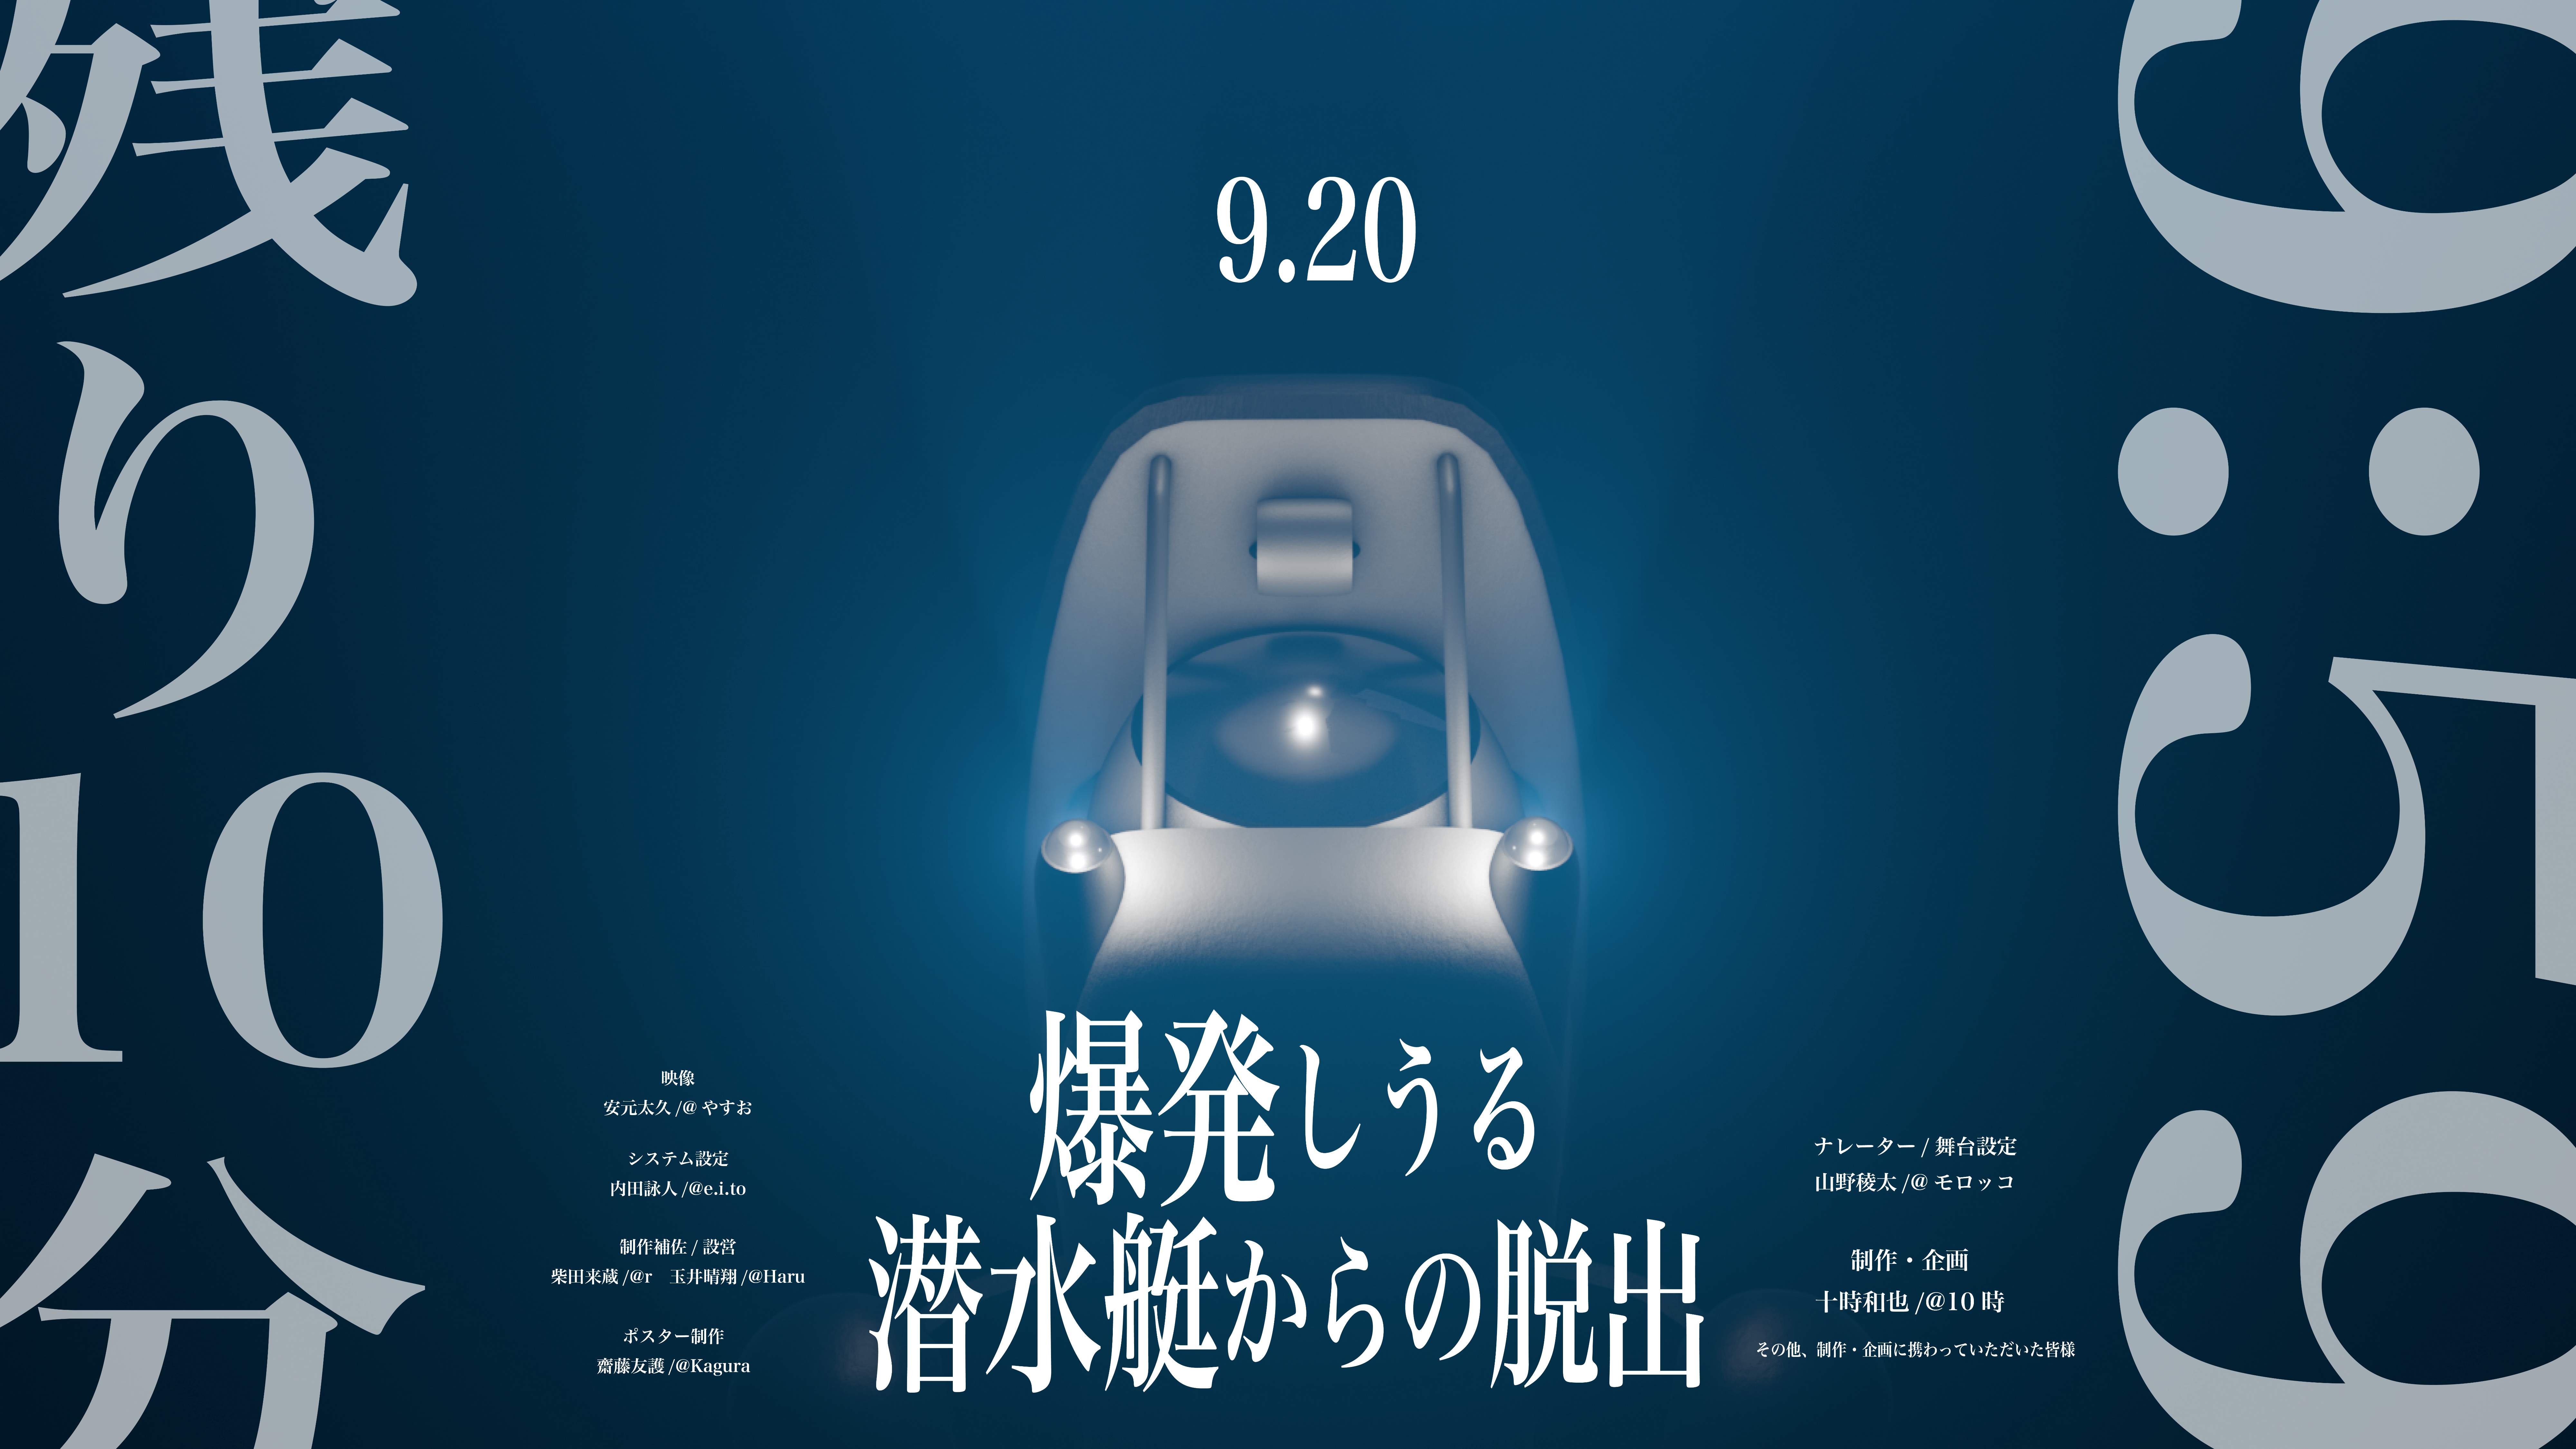 残り10分
9.20
爆発しうる
潜水艇からの脱出
映像
安元太久 /@ やすお
システム設定
内田詠人 /@e.i.to
制作補佐 / 設営
柴田来蔵 /@r　玉井晴翔 /@Haru
ポスター制作
齋藤友護 /@Kagura
ナレーター / 舞台設定
山野稜太 /@ モロッコ
制作・企画
十時和也 /@10 時
その他、制作・企画に携わっていただいた皆様
9:59